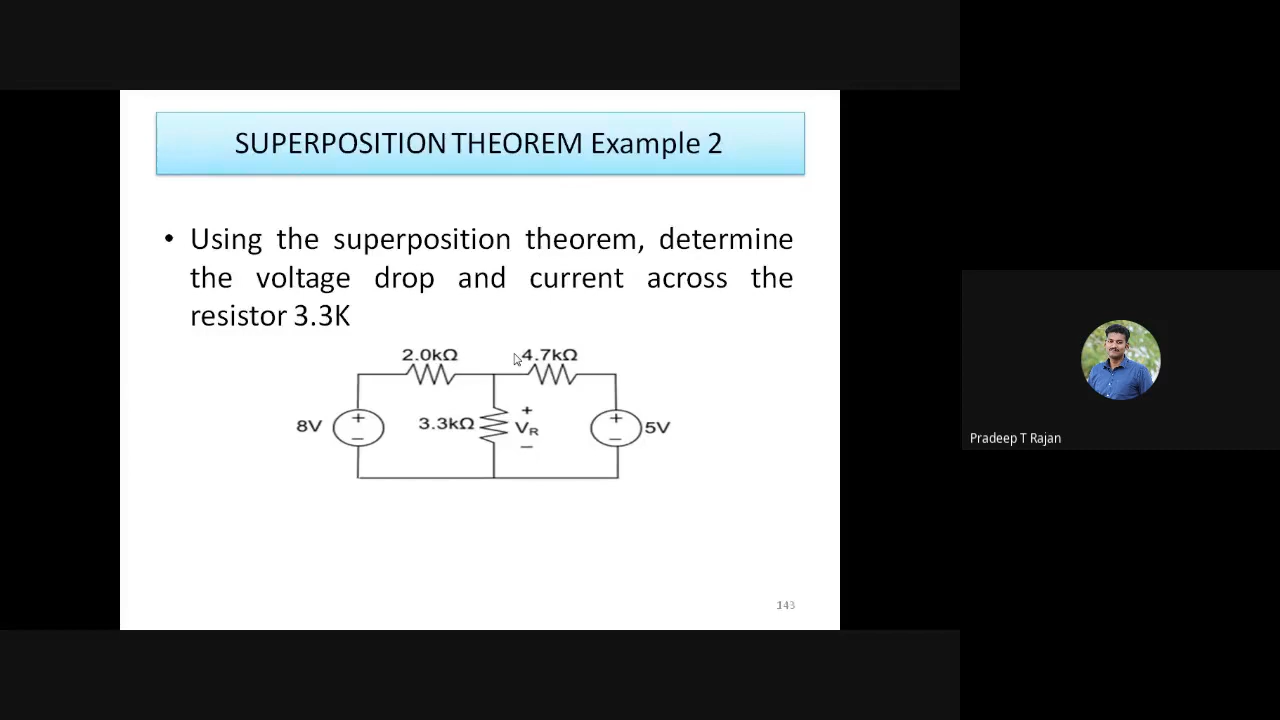 SUPERPOSITION THEOREM Example 2
• Using the superposition theorem, determine
the voltage drop and current across the
resistor 3.3K
2.0kΩ
4.7kΩ
8V
+
−
3.3kΩ
+
VR
−
+
−
5V
143
Pradeep T Rajan